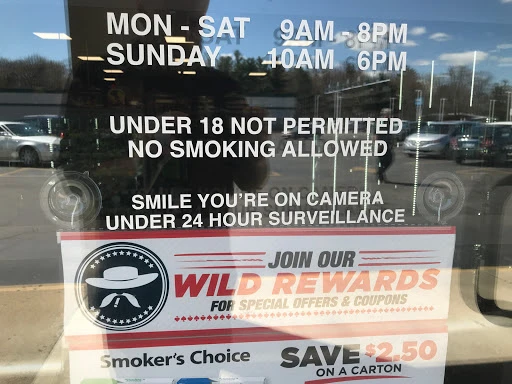 MON - SAT 9AM - 8PM
SUNDAY 10AM 6PM
UNDER 18 NOT PERMITTED
NO SMOKING ALLOWED
SMILE YOU'RE ON CAMERA
UNDER 24 HOUR SURVEILLANCE
JOIN OUR
WILD REWARDS
FOR SPECIAL OFFERS & COUPONS
Smoker's Choice
SAVE $2.50
ON A CARTON